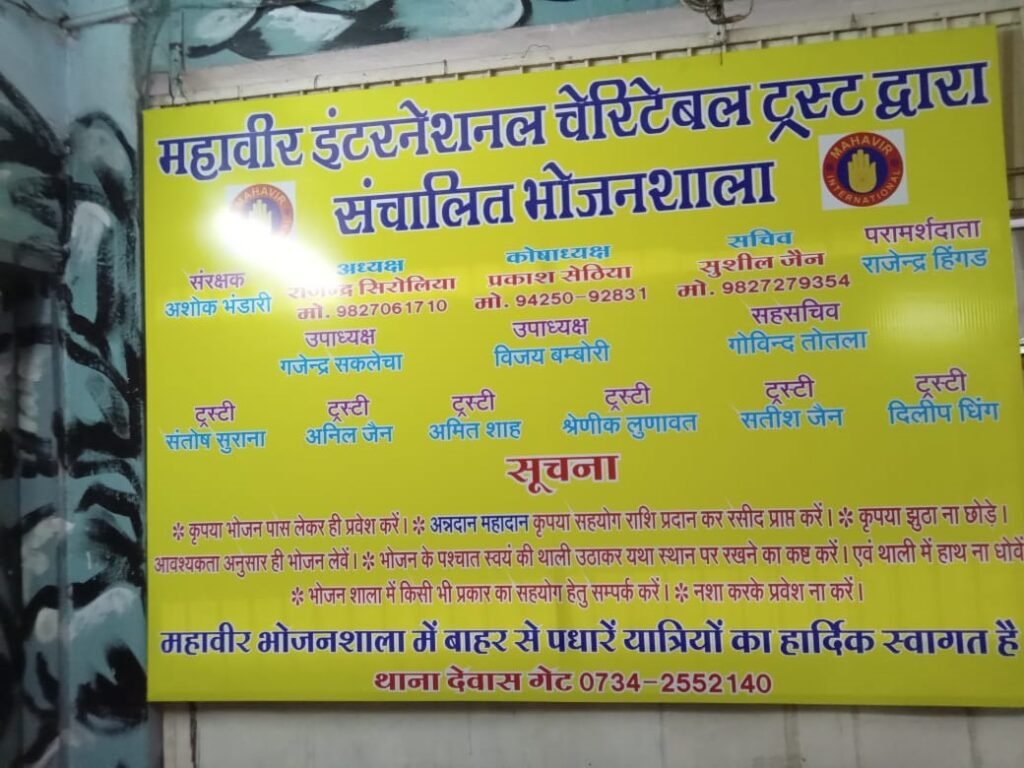 महावीर इंटरनेशनल चेरिटेबल ट्रस्ट द्वारा
संचालित भोजनशाला
MAHAVIR
MAHAVIR INTERNATIONAL
संरक्षक
अशोक भंडारी
अध्यक्ष
राजेन्द्र सिरोलिया
मो. 9827061710
कोषाध्यक्ष
प्रकाश सेठिया
मो. 94250-92831
सचिव
सुशील जैन
मो. 9827279354
परामर्शदाता
राजेन्द्र हिंगड
उपाध्यक्ष
गजेन्द्र सकलेचा
उपाध्यक्ष
विजय बम्बोरी
सहसचिव
गोविन्द तोतला
ट्रस्टी
संतोष सुराना
ट्रस्टी
अनिल जैन
ट्रस्टी
अमित शाह
ट्रस्टी
श्रेणीक लुणावत
ट्रस्टी
सतीश जैन
ट्रस्टी
दिलीप धिंग
सूचना
❊ कृपया भोजन पास लेकर ही प्रवेश करें। ❊ अन्नदान महादान कृपया सहयोग राशि प्रदान कर रसीद प्राप्त करें। ❊ कृपया झुठा ना छोड़े।
आवश्यकता अनुसार ही भोजन लेवें। ❊ भोजन के पश्चात स्वयं की थाली उठाकर यथा स्थान पर रखने का कष्ट करें। एवं थाली में हाथ ना धोवें
❊ भोजन शाला में किसी भी प्रकार का सहयोग हेतु सम्पर्क करें। ❊ नशा करके प्रवेश ना करें।
महावीर भोजनशाला में बाहर से पधारें यात्रियों का हार्दिक स्वागत है
थाना देवास गेट 0734-2552140